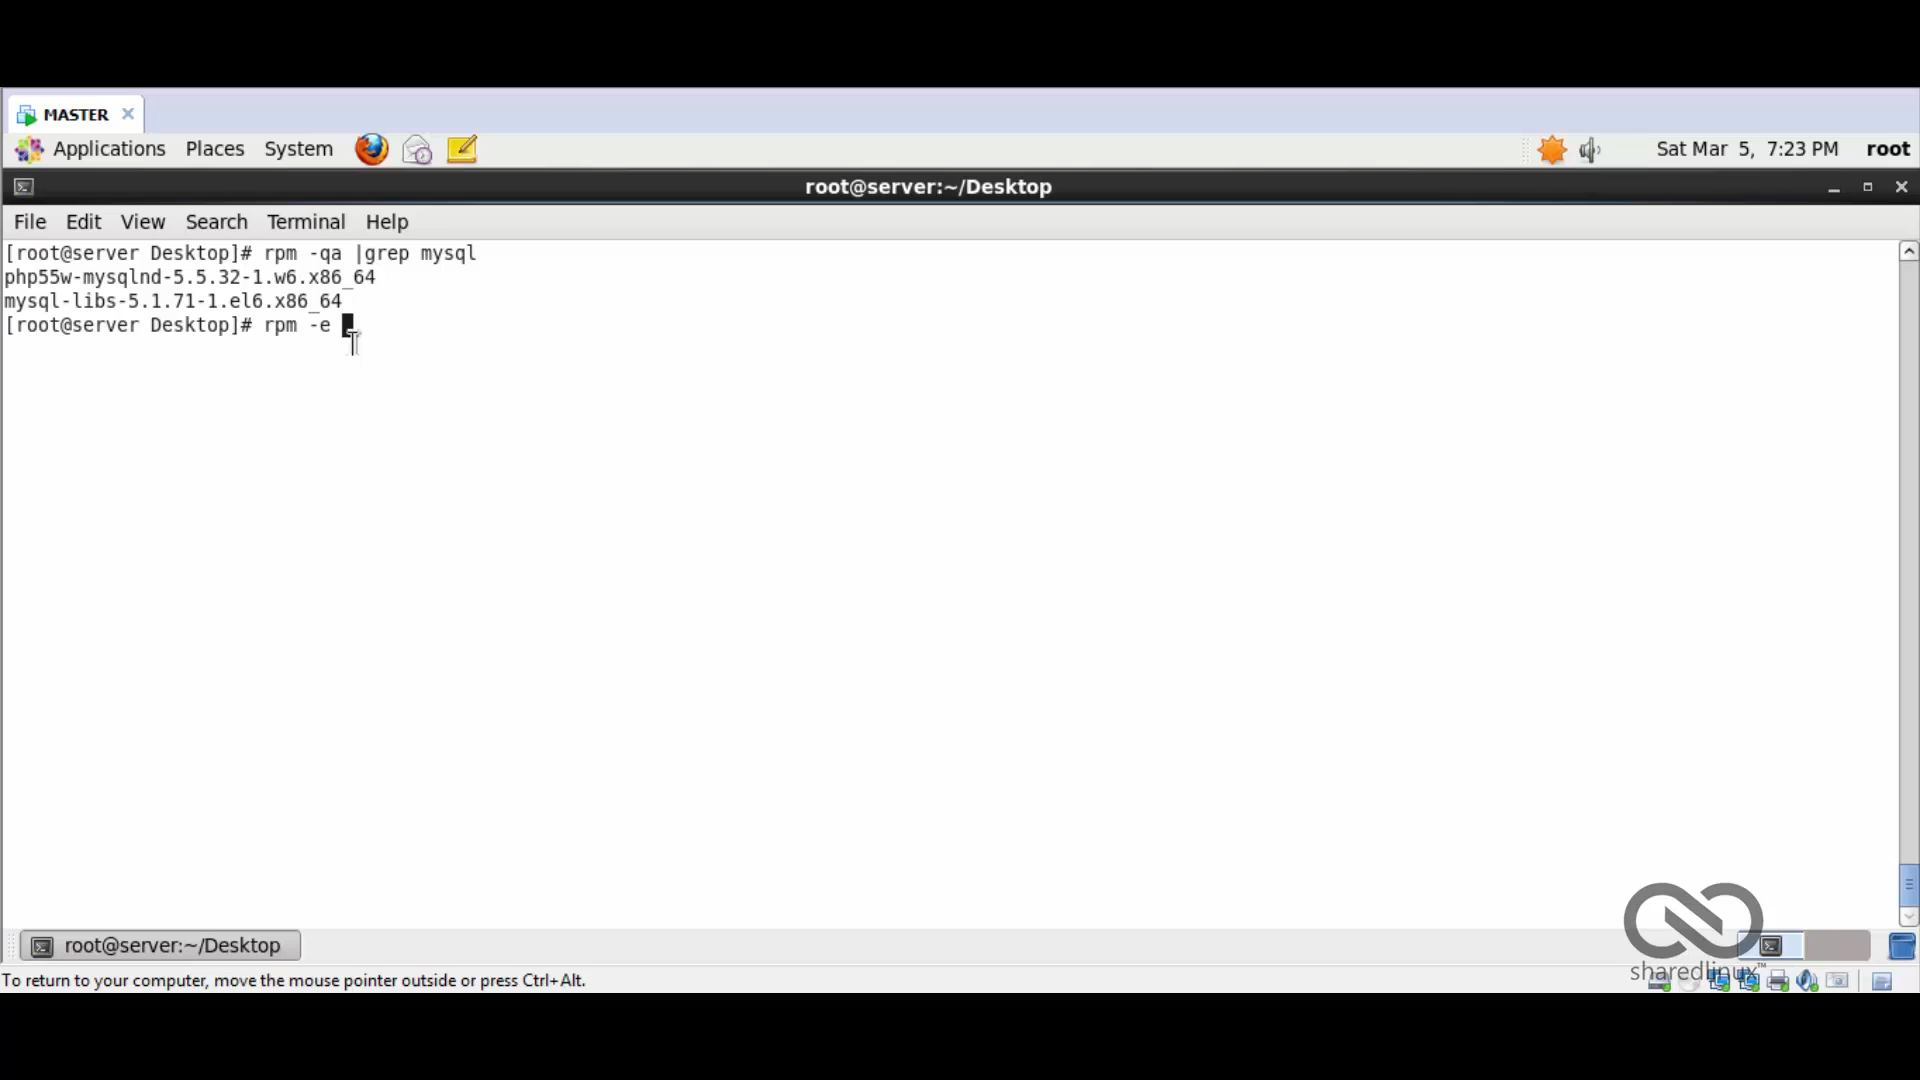 MASTER
Applications Places System
Sat Mar 5, 7:23 PM root
root@server:~/Desktop
File Edit View Search Terminal Help
[root@server Desktop]# rpm -qa |grep mysql
php55w-mysqlnd-5.5.32-1.w6.x86_64
mysql-libs-5.1.71-1.el6.x86_64
[root@server Desktop]# rpm -e
root@server:~/Desktop
sharedlinux™
To return to your computer, move the mouse pointer outside or press Ctrl+Alt.